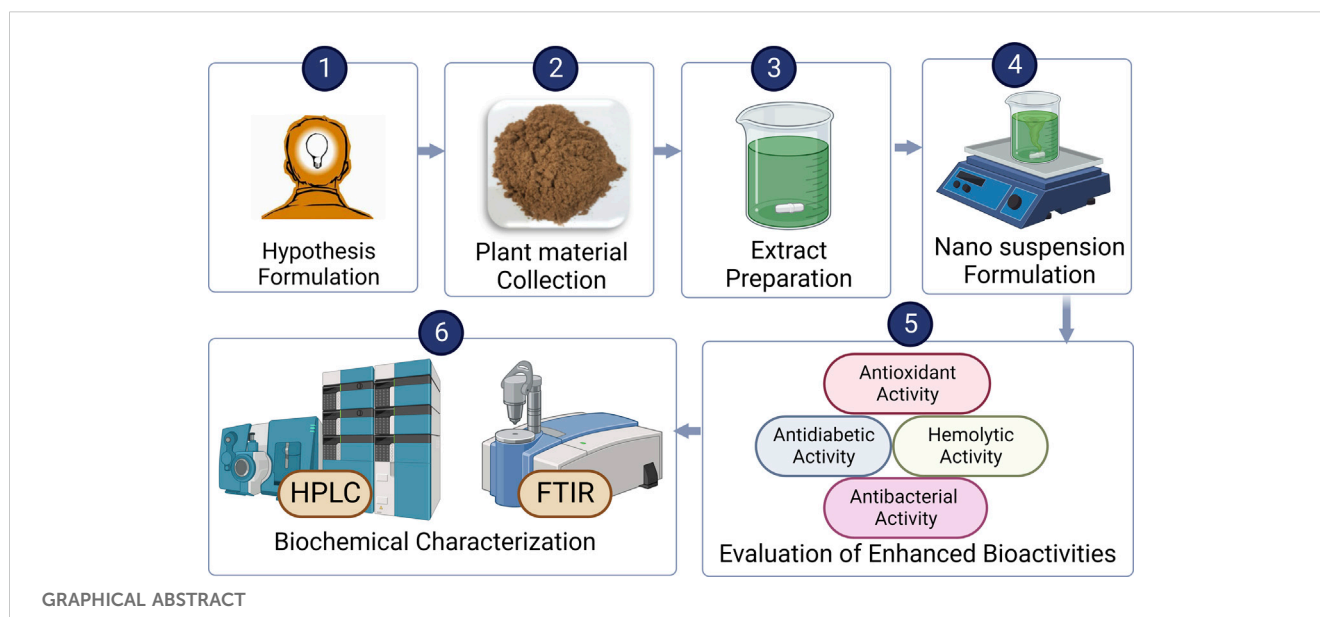 1
Hypothesis
Formulation
2
Plant material
Collection
3
Extract
Preparation
4
Nano suspension
Formulation
5
Antioxidant
Activity
Antidiabetic
Activity
Hemolytic
Activity
Antibacterial
Activity
Evaluation of Enhanced Bioactivities
6
HPLC
FTIR
Biochemical Characterization
GRAPHICAL ABSTRACT